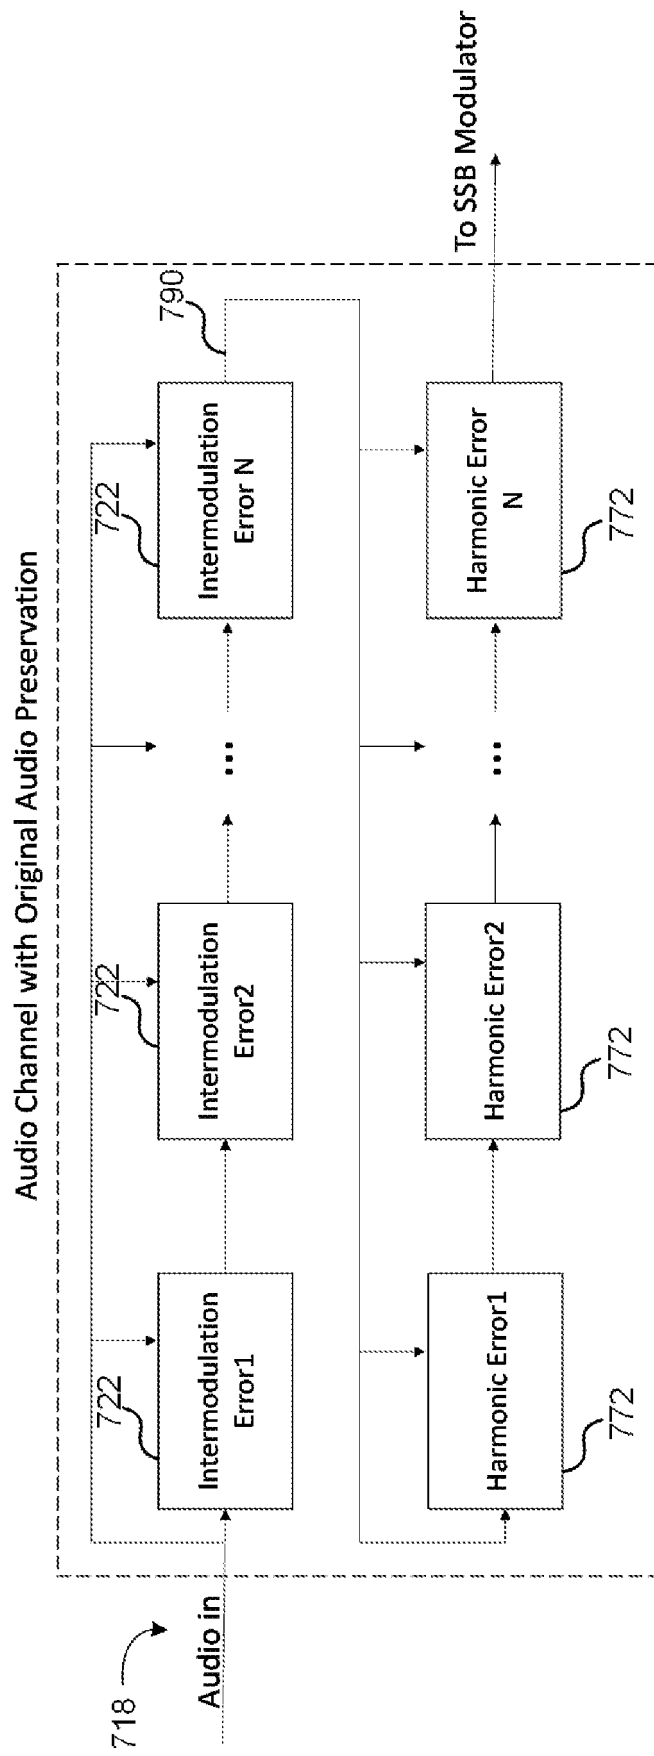 Audio Channel with Original Audio Preservation
718
Audio in
722
Intermodulation
Error1
722
Intermodulation
Error2
...
722
Intermodulation
Error N
790
Harmonic Error1
772
Harmonic Error2
772
...
Harmonic Error
N
772
To SSB Modulator